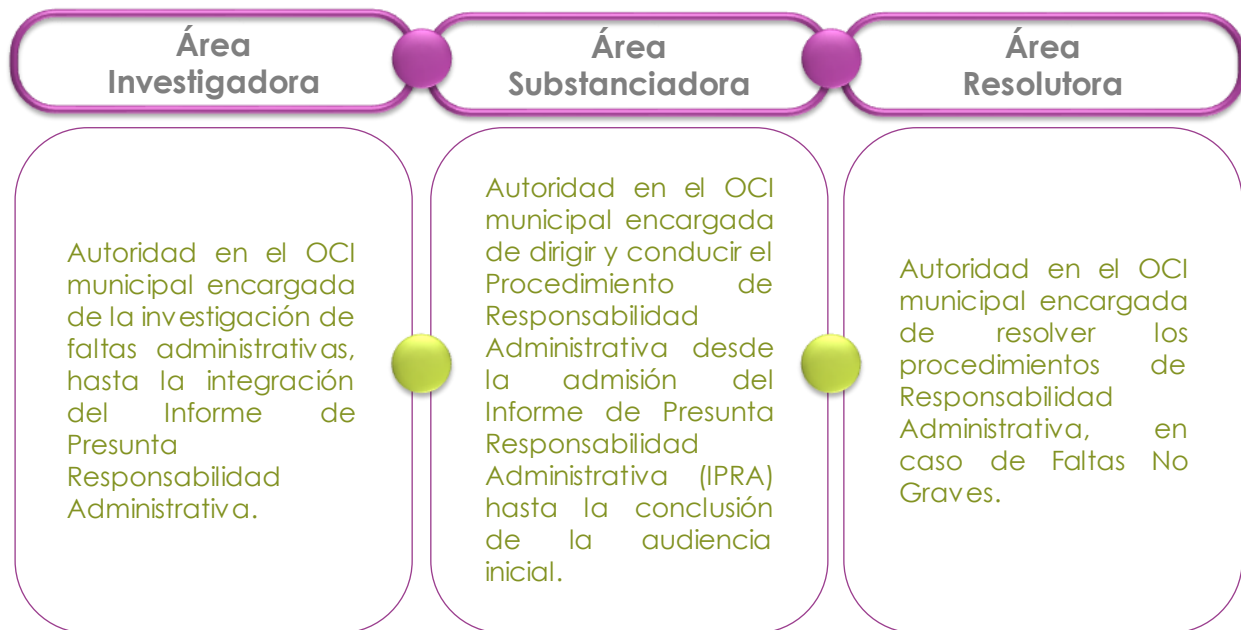 Área
Investigadora
Área
Substanciadora
Área
Resolutora
Autoridad en el OCI
municipal encargada
de la investigación de
faltas administrativas,
hasta la integración
del Informe de
Presunta
Responsabilidad
Administrativa.
Autoridad en el OCI
municipal encargada
de dirigir y conducir el
Procedimiento de
Responsabilidad
Administrativa desde
la admisión del
Informe de Presunta
Responsabilidad
Administrativa (IPRA)
hasta la conclusión
de la audiencia
inicial.
Autoridad en el OCI
municipal encargada
de resolver los
procedimientos de
Responsabilidad
Administrativa, en
caso de Faltas No
Graves.